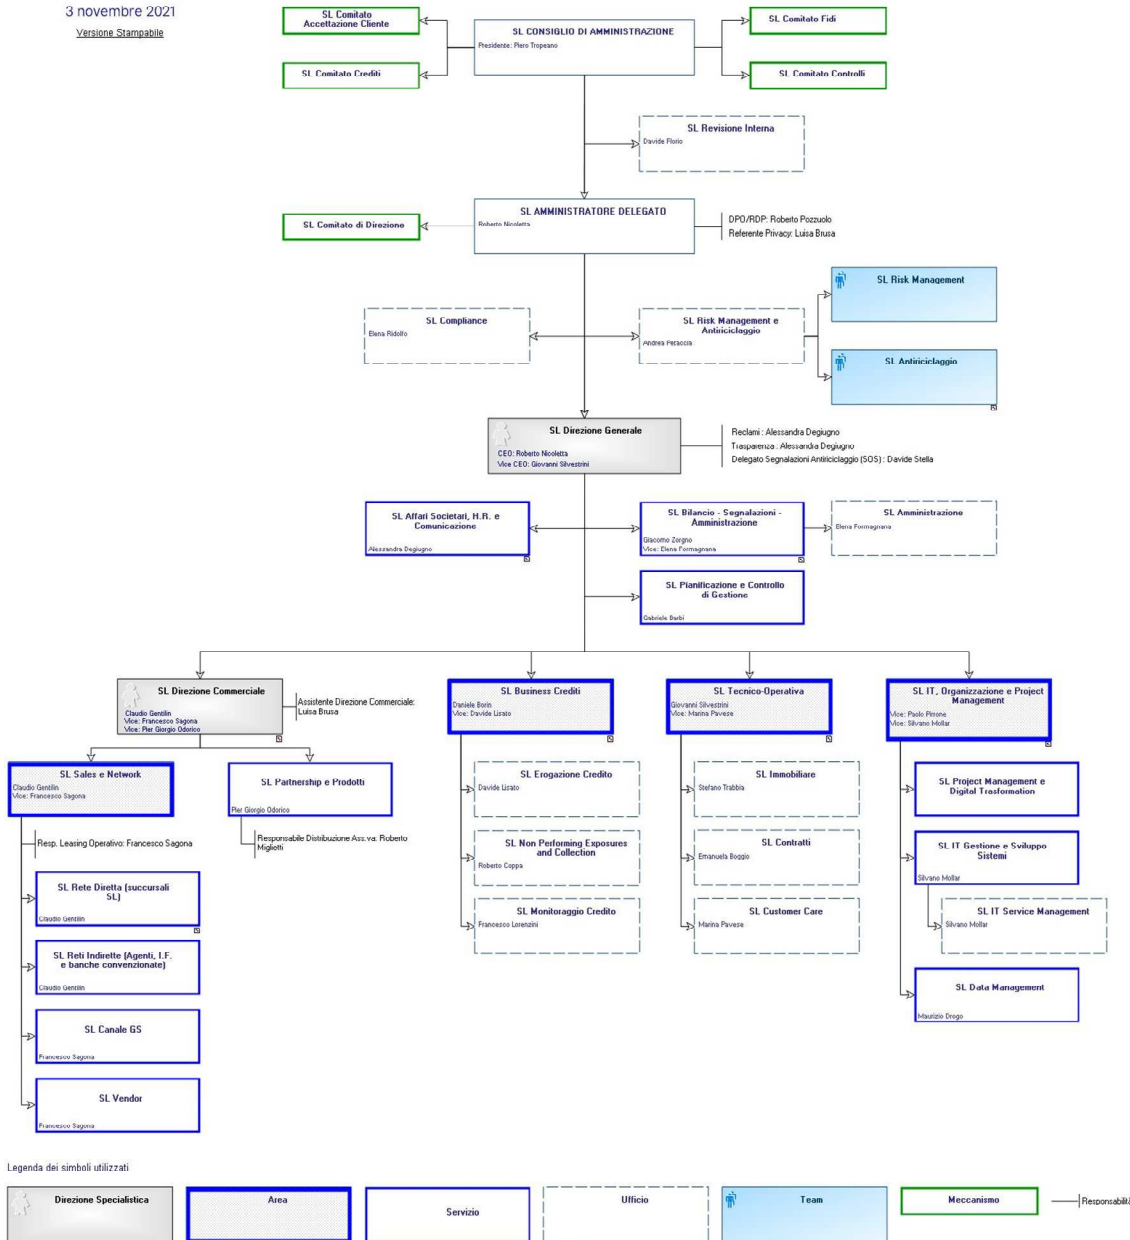 3 novembre 2021
Versione Stampabile
SL Comitato
Accettazione Cliente
SL Comitato Crediti
SL CONSIGLIO DI AMMINISTRAZIONE
Presidente: Piero Tropeano
SL Comitato Fidi
SL Comitato Controlli
SL Revisione Interna
Davide Florio
SL Comitato di Direzione
SL AMMINISTRATORE DELEGATO
Roberto Nicoletta
DPO/RDP: Roberto Pozzuolo
Referente Privacy: Luisa Brusa
SL Compliance
Elena Ridolfo
SL Risk Management e
Antiriciclaggio
Andrea Peraccia
SL Risk Management
SL Antiriciclaggio
SL Direzione Generale
CEO: Roberto Nicoletta
Vice CEO: Giovanni Silvestrini
Reclami : Alessandra Degiugno
Trasparenza : Alessandra Degiugno
Delegato Segnalazioni Antiriciclaggio (SOS) : Davide Stella
SL Affari Societari, H.R. e
Comunicazione
Alessandra Degiugno
SL Bilancio - Segnalazioni -
Amministrazione
Giacomo Zorgno
Vice: Elena Formagnana
SL Amministrazione
Elena Formagnana
SL Pianificazione e Controllo
di Gestione
Gabriele Barbi
SL Direzione Commerciale
Claudio Gentilin
Vice: Francesco Sagona
Vice: Pier Giorgio Odorico
Assistente Direzione Commerciale:
Luisa Brusa
SL Business Crediti
Daniele Borin
Vice: Davide Lisato
SL Tecnico-Operativa
Giovanni Silvestrini
Vice: Marina Pavese
SL IT, Organizzazione e Project
Management
Vice: Paolo Pirrone
Vice: Silvano Mollar
SL Sales e Network
Claudio Gentilin
Vice: Francesco Sagona
SL Partnership e Prodotti
Pier Giorgio Odorico
Resp. Leasing Operativo: Francesco Sagona
Responsabile Distribuzione Ass.va: Roberto
Migliotti
SL Rete Diretta (succursali
SL)
Claudio Gentilin
SL Reti Indirette (Agenti, I.F.
e banche convenzionate)
Claudio Gentilin
SL Canale GS
Francesco Sagona
SL Vendor
Francesco Sagona
SL Erogazione Credito
Davide Lisato
SL Non Performing Exposures
and Collection
Roberto Coppa
SL Monitoraggio Credito
Francesco Lorenzini
SL Immobiliare
Stefano Trabbia
SL Contratti
Emanuela Boggio
SL Customer Care
Marina Pavese
SL Project Management e
Digital Trasformation
SL IT Gestione e Sviluppo
Sistemi
Silvano Mollar
SL IT Service Management
Silvano Mollar
SL Data Management
Maurizio Drogo
Legenda dei simboli utilizzati
Direzione Specialistica
Area
Servizio
Ufficio
Team
Meccanismo
Responsabilità